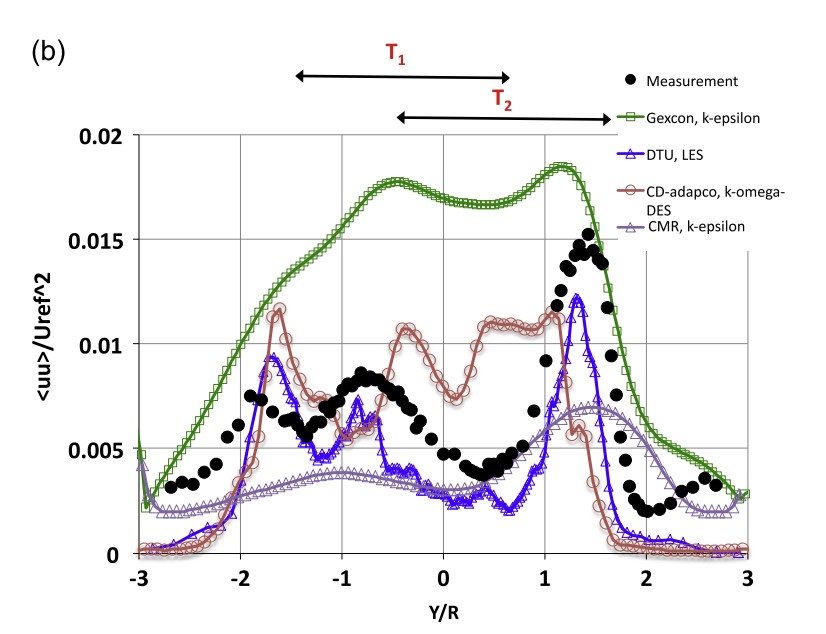 (b)
T1
T2
Measurement
Gexcon, k-epsilon
DTU, LES
CD-adapco, k-omega-
DES
CMR, k-epsilon
<uu>/Uref^2
0.02
0.015
0.01
0.005
0
-3 -2 -1 0 1 2 3
Y/R